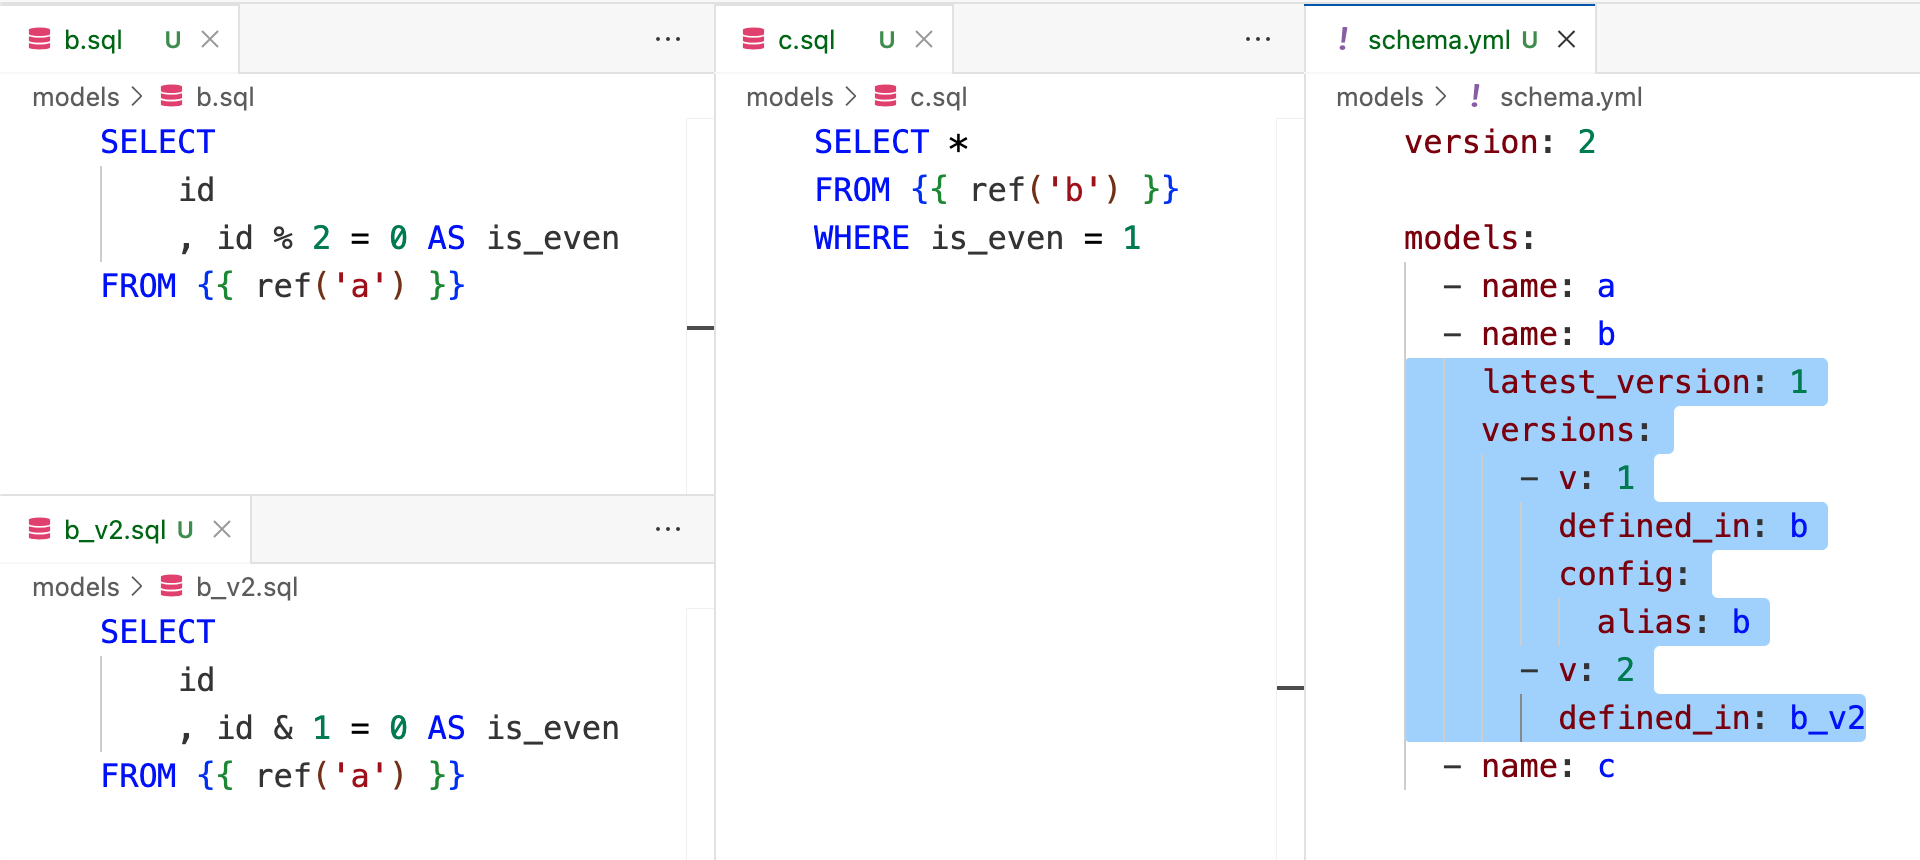 b.sql U
models > b.sql
SELECT
id
, id % 2 = 0 AS is_even
FROM {{ ref('a') }}
b_v2.sql U
models > b_v2.sql
SELECT
id
, id & 1 = 0 AS is_even
FROM {{ ref('a') }}
c.sql U
models > c.sql
SELECT *
FROM {{ ref('b') }}
WHERE is_even = 1
! schema.yml U
models > ! schema.yml
version: 2
models:
- name: a
- name: b
latest_version: 1
versions:
- v: 1
defined_in: b
config:
alias: b
- v: 2
defined_in: b_v2
- name: c